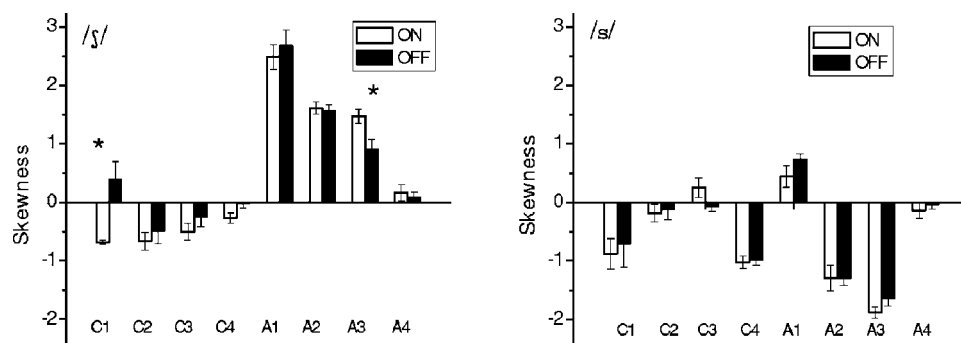 /ʃ/
ON
OFF
*
*
Skewness
3
2
1
0
-1
-2
C1 C2 C3 C4 A1 A2 A3 A4
/s/
ON
OFF
Skewness
3
2
1
0
-1
-2
C1 C2 C3 C4 A1 A2 A3 A4